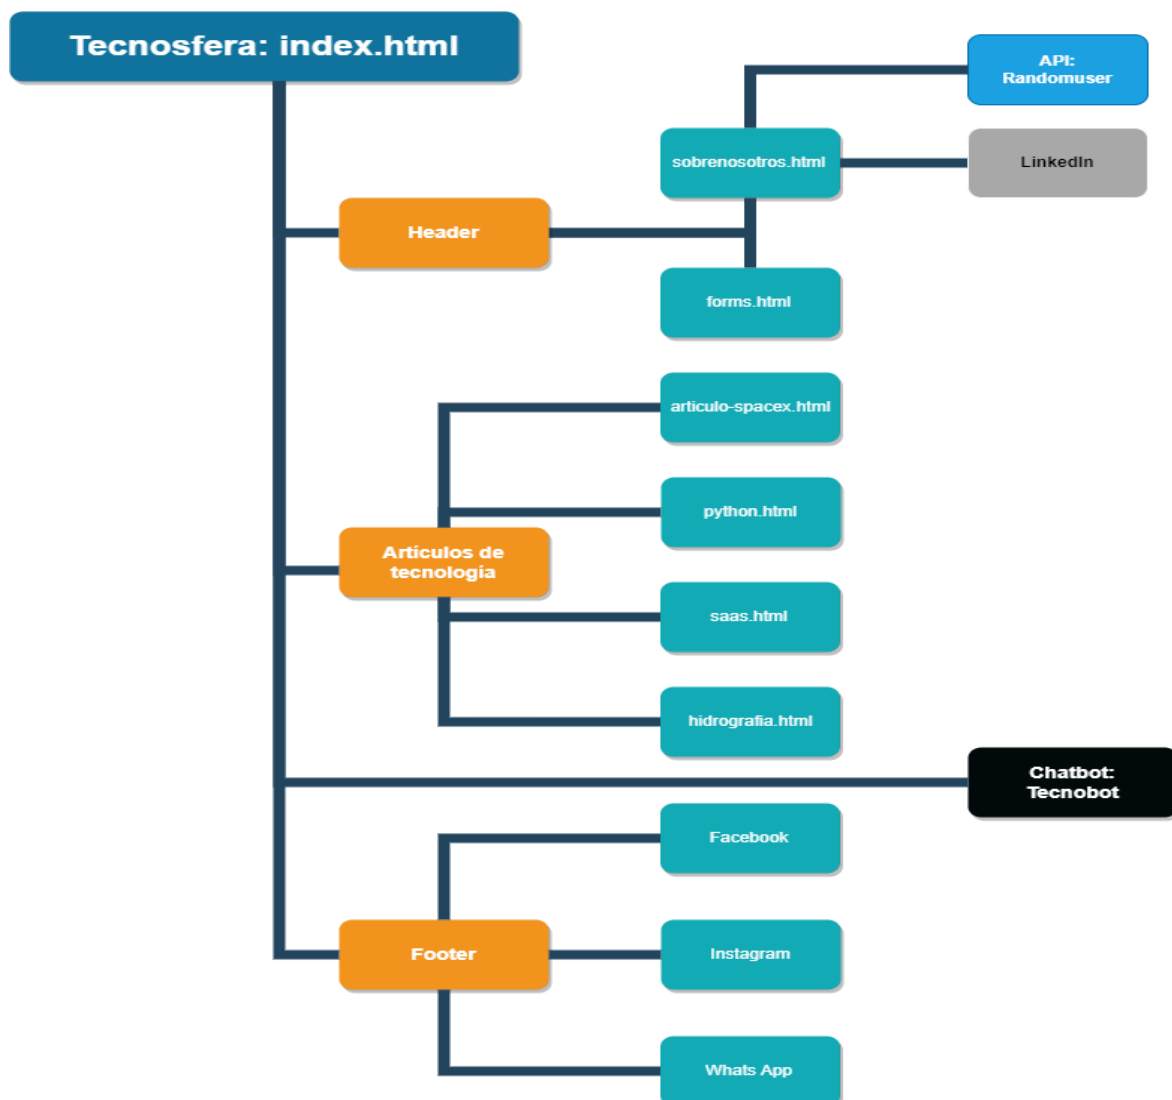 Tecnosfera: index.html
API:
Randomuser
sobrenosotros.html
LinkedIn
Header
forms.html
articulo-spacex.html
python.html
Artículos de
tecnología
saas.html
hidrografia.html
Chatbot:
Tecnobot
Facebook
Footer
Instagram
Whats App